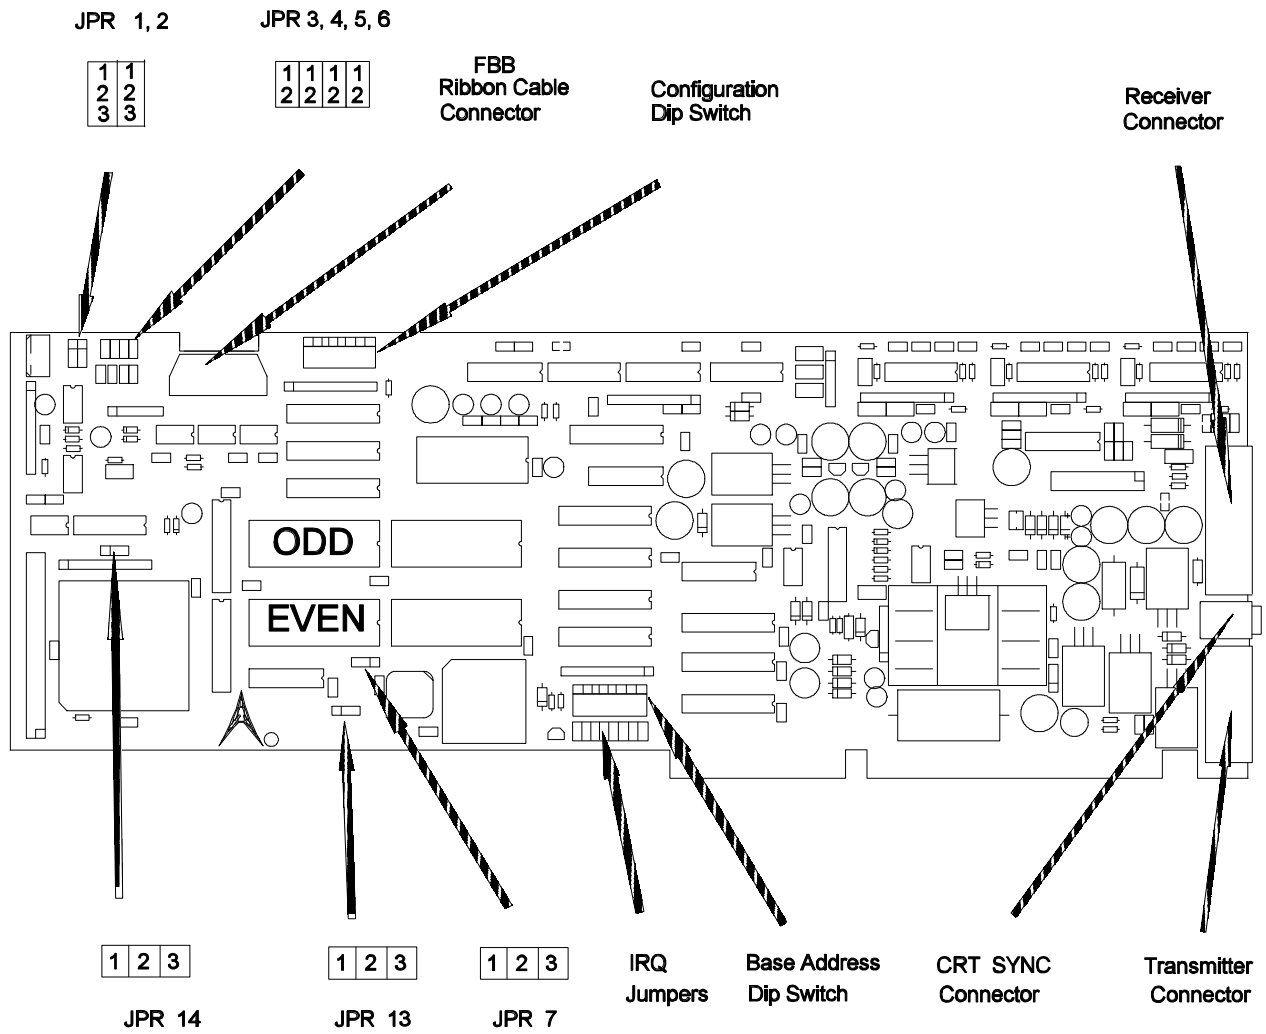 JPR 1, 2
JPR 3, 4, 5, 6
1 1
2 2
3 3
1 1 1 1
2 2 2 2
FBB
Ribbon Cable
Connector
Configuration
Dip Switch
Receiver
Connector
ODD
EVEN
1 2 3
JPR 14
1 2 3
JPR 13
1 2 3
JPR 7
IRQ
Jumpers
Base Address
Dip Switch
CRT SYNC
Connector
Transmitter
Connector